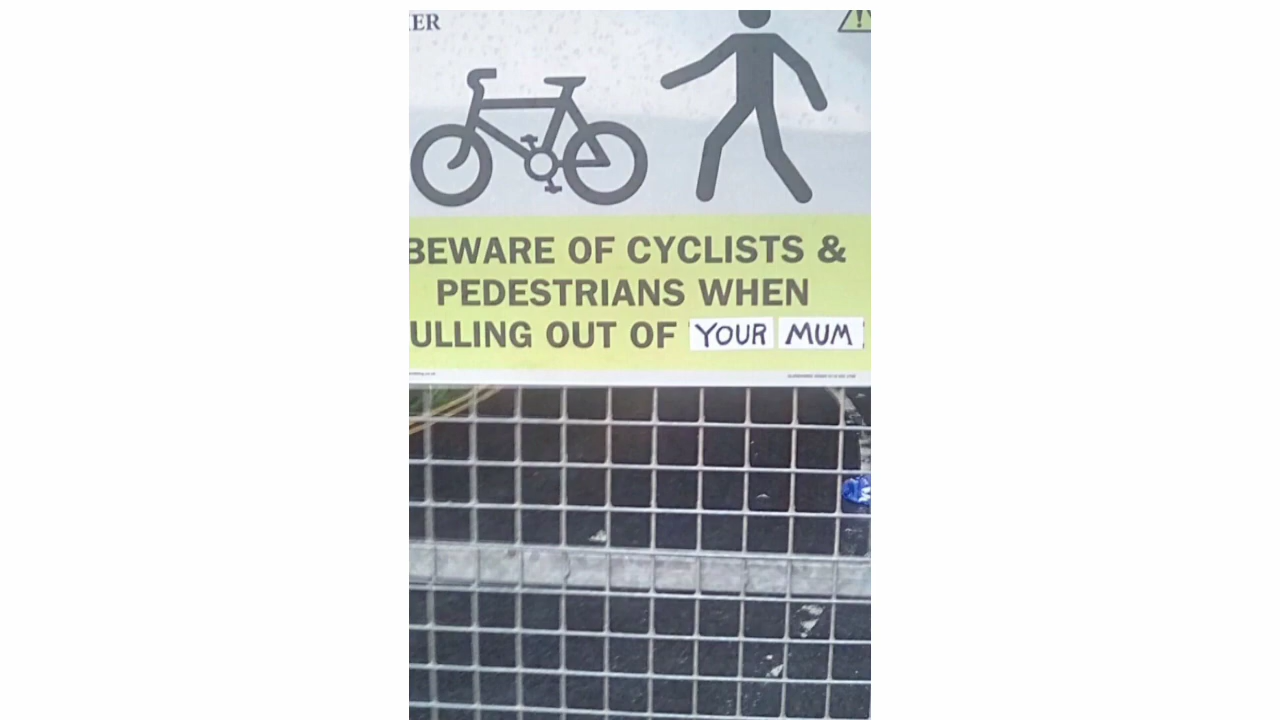 ER
BEWARE OF CYCLISTS &
PEDESTRIANS WHEN
ULLING OUT OF YOUR MUM